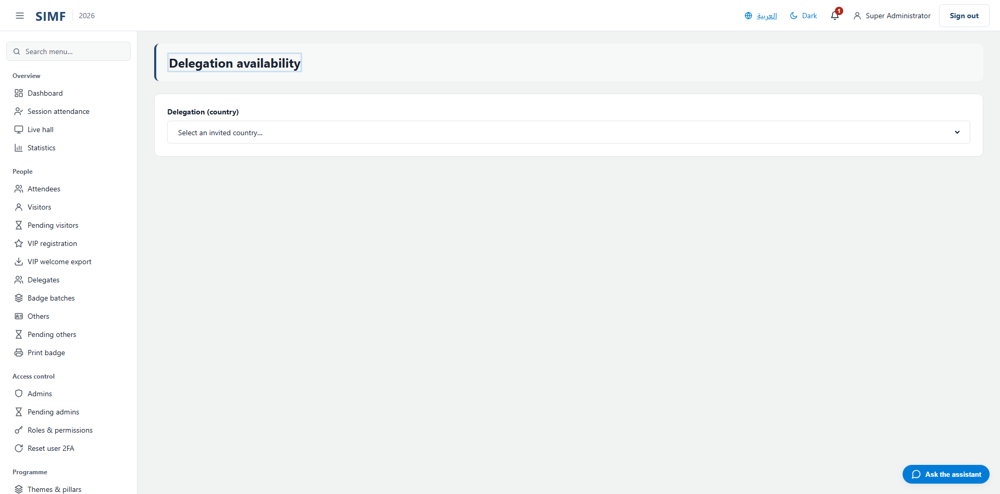 SIMF
2026
العربية
Dark
1
Super Administrator
Sign out
Search menu...
Overview
Dashboard
Session attendance
Live hall
Statistics
People
Attendees
Visitors
Pending visitors
VIP registration
VIP welcome export
Delegates
Badge batches
Others
Pending others
Print badge
Access control
Admins
Pending admins
Roles & permissions
Reset user 2FA
Programme
Themes & pillars
Delegation availability
Delegation (country)
Select an invited country...
Ask the assistant